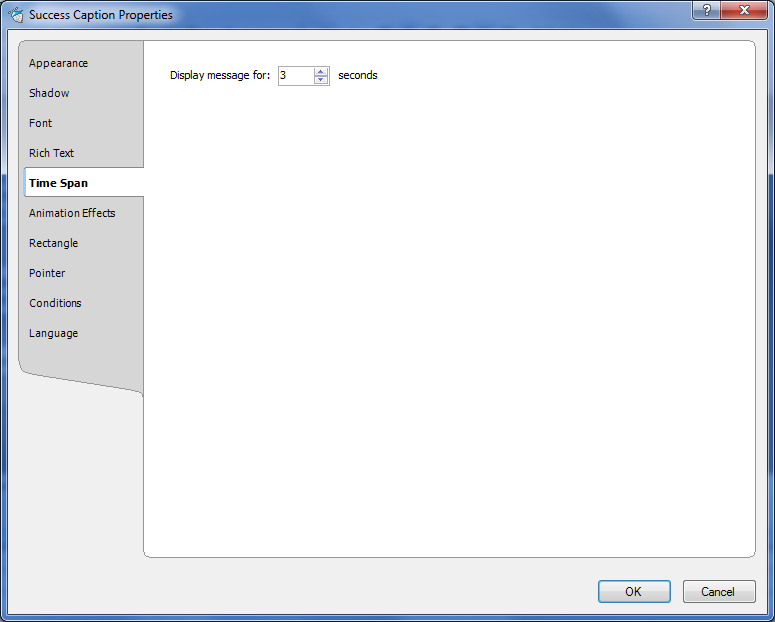 Success Caption Properties
?
Appearance
Shadow
Font
Rich Text
Time Span
Animation Effects
Rectangle
Pointer
Conditions
Language
Display message for: 3 seconds
OK Cancel